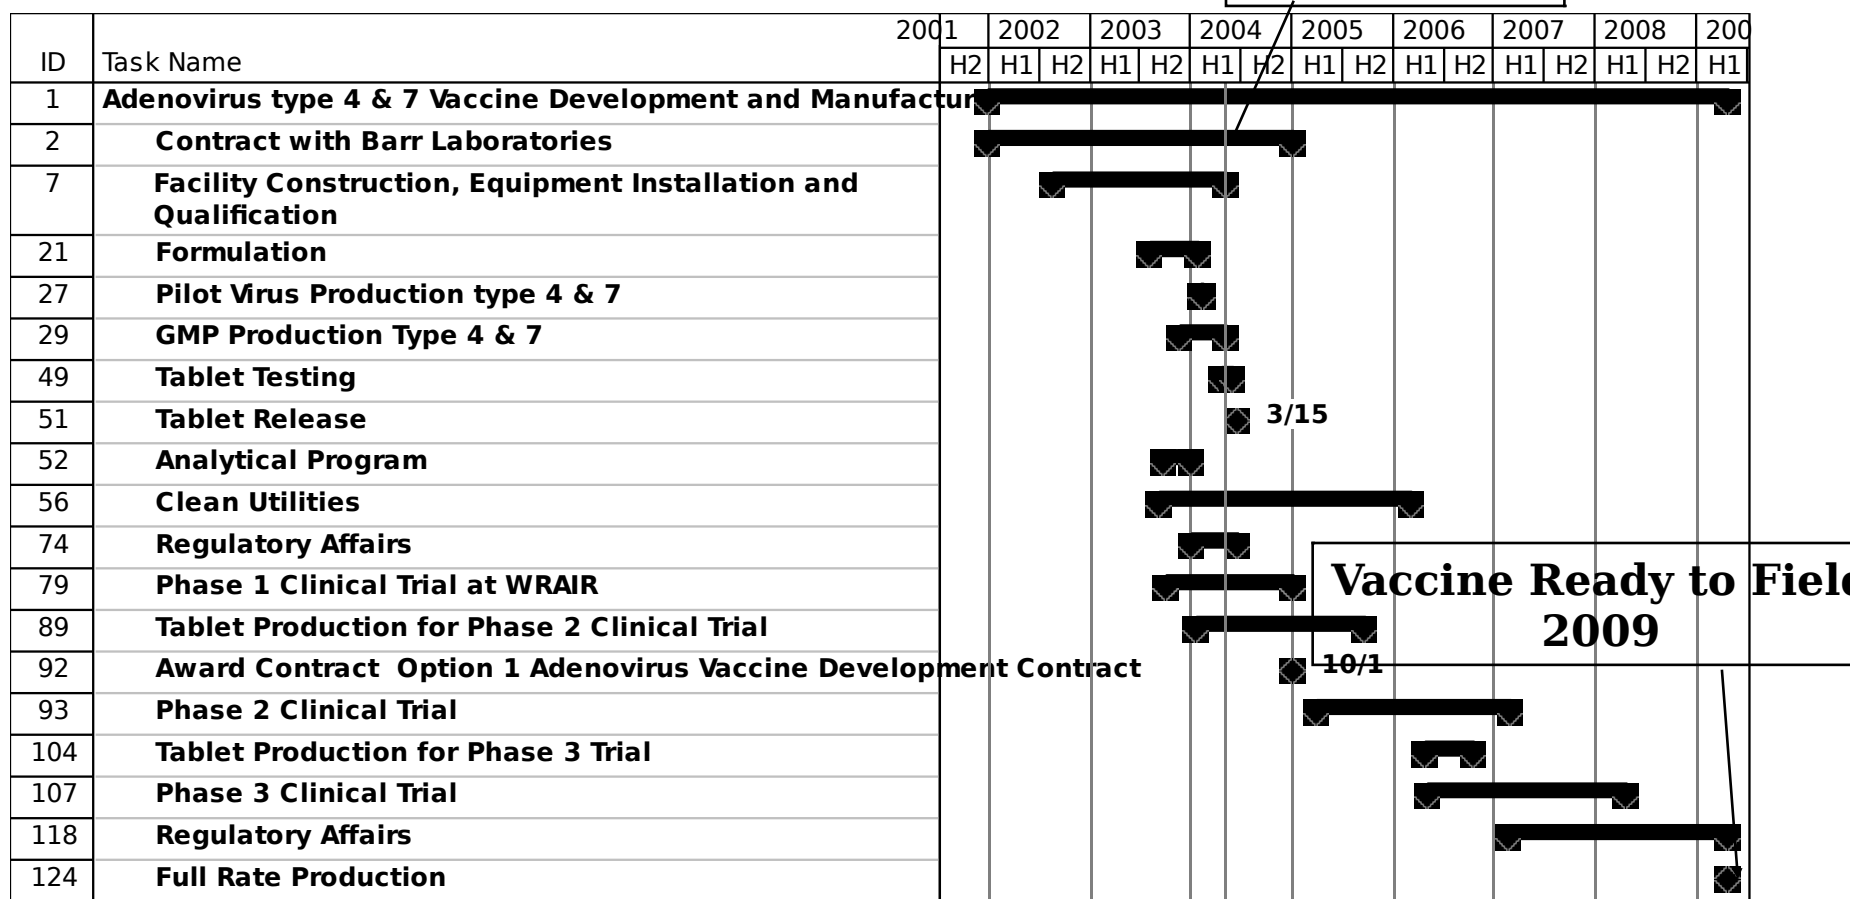 2001 2002 2003 2004 2005 2006 2007 2008 200
ID Task Name H2 H1 H2 H1 H2 H1 H2 H1 H2 H1 H2 H1 H2 H1 H2 H1
1 Adenovirus type 4 & 7 Vaccine Development and Manufactur
2 Contract with Barr Laboratories
7 Facility Construction, Equipment Installation and
Qualification
21 Formulation
27 Pilot Virus Production type 4 & 7
29 GMP Production Type 4 & 7
49 Tablet Testing
51 Tablet Release 3/15
52 Analytical Program
56 Clean Utilities
74 Regulatory Affairs
79 Phase 1 Clinical Trial at WRAIR
Vaccine Ready to Field
2009
89 Tablet Production for Phase 2 Clinical Trial
92 Award Contract Option 1 Adenovirus Vaccine Development Contract 10/1
93 Phase 2 Clinical Trial
104 Tablet Production for Phase 3 Trial
107 Phase 3 Clinical Trial
118 Regulatory Affairs
124 Full Rate Production